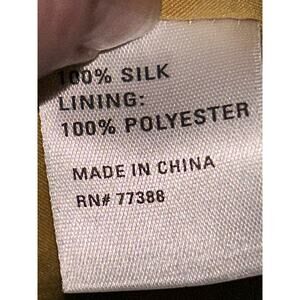 100% SILK
LINING:
100% POLYESTER
MADE IN CHINA
RN# 77388